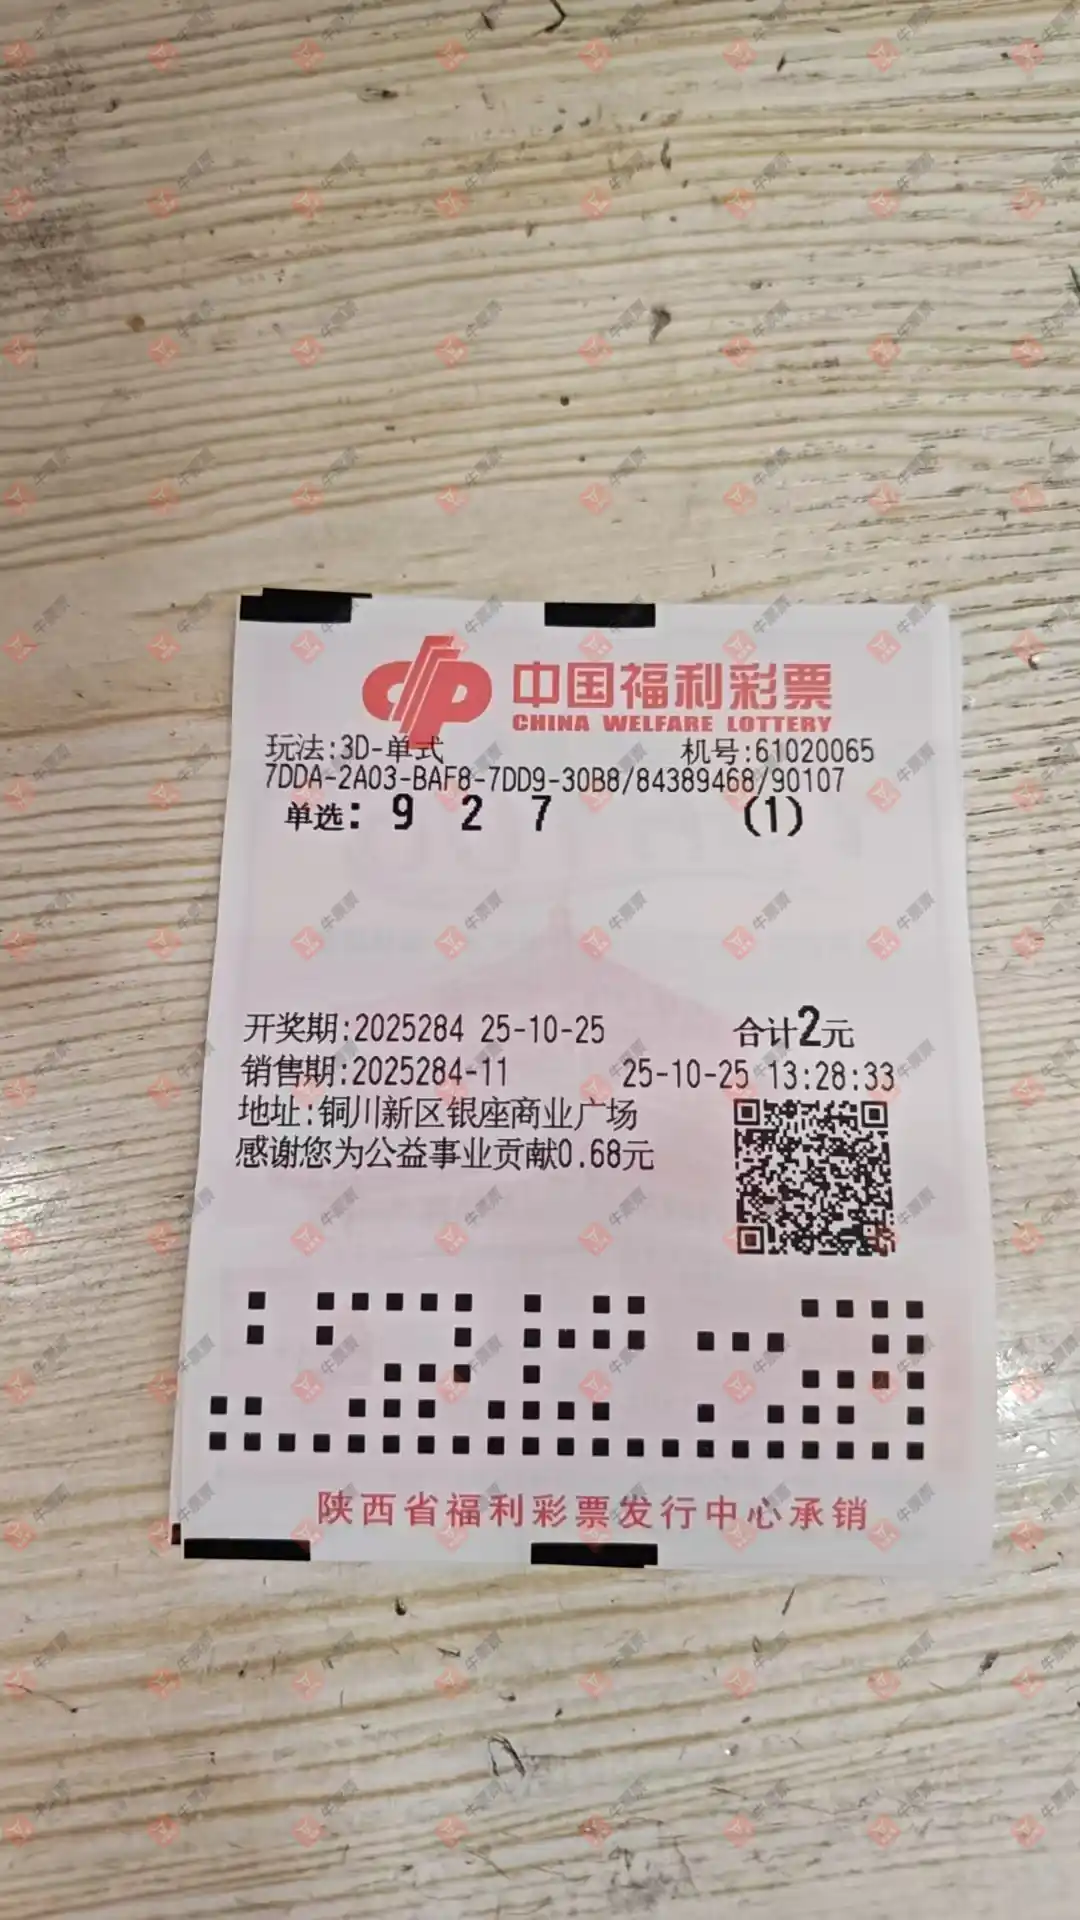 中国福利彩票
CHINA WELFARE LOTTERY
玩法:3D-单式 机号:61020065
7DDA-2A03-BAF8-7DD9-30B8/84389468/90107
单选: 9 2 7 (1)
开奖期:2025284 25-10-25 合计2元
销售期:2025284-11 25-10-25 13:28:33
地址:铜川新区银座商业广场
感谢您为公益事业贡献0.68元
陕西省福利彩票发行中心承销
牛票票